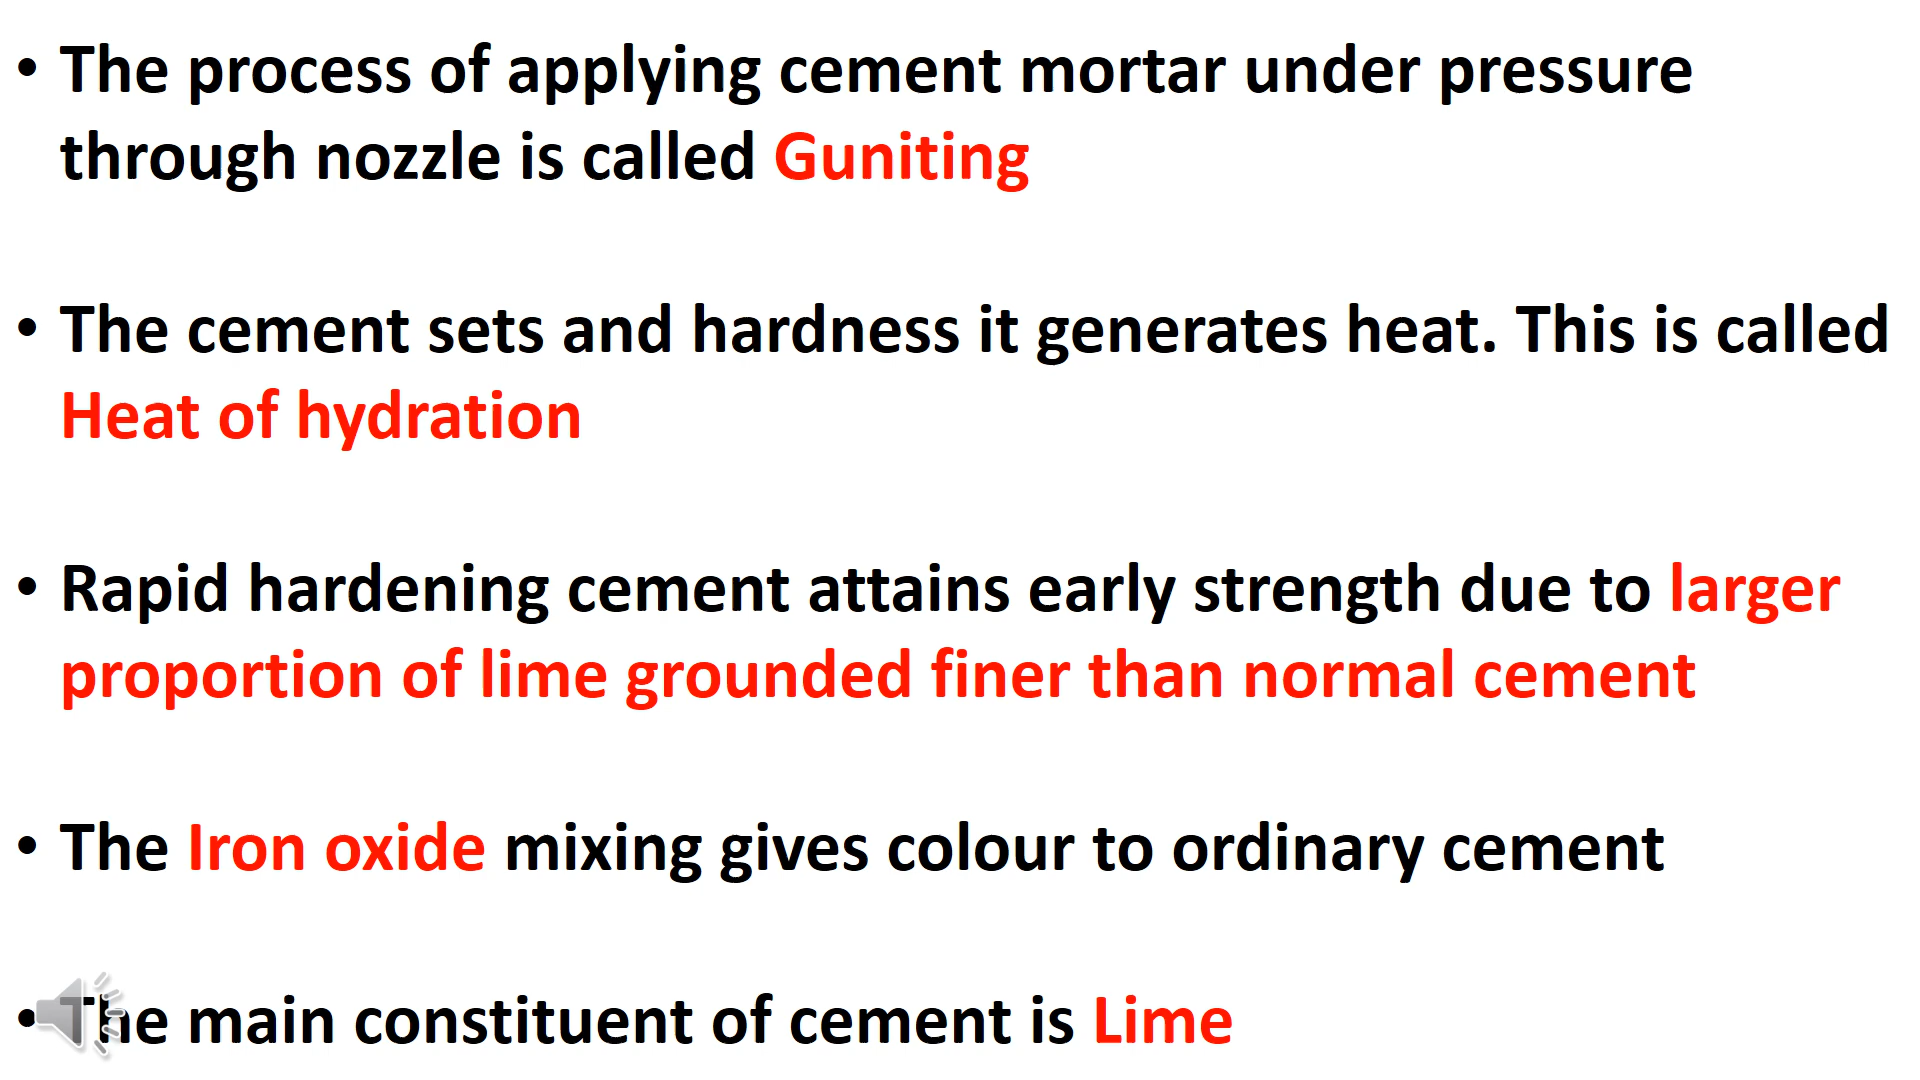 • The process of applying cement mortar under pressure
through nozzle is called Guniting
• The cement sets and hardness it generates heat. This is called
Heat of hydration
• Rapid hardening cement attains early strength due to larger
proportion of lime grounded finer than normal cement
• The Iron oxide mixing gives colour to ordinary cement
• The main constituent of cement is Lime